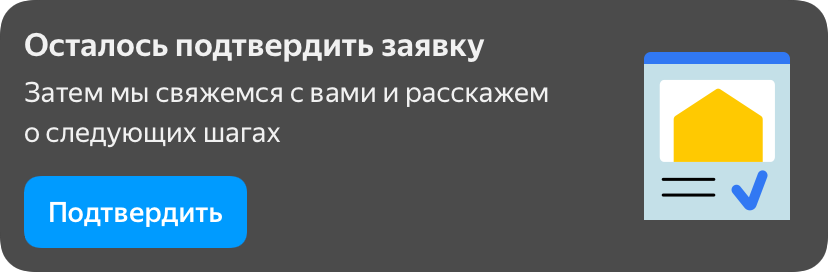 Осталось подтвердить заявку
Затем мы свяжемся с вами и расскажем
о следующих шагах
Подтвердить